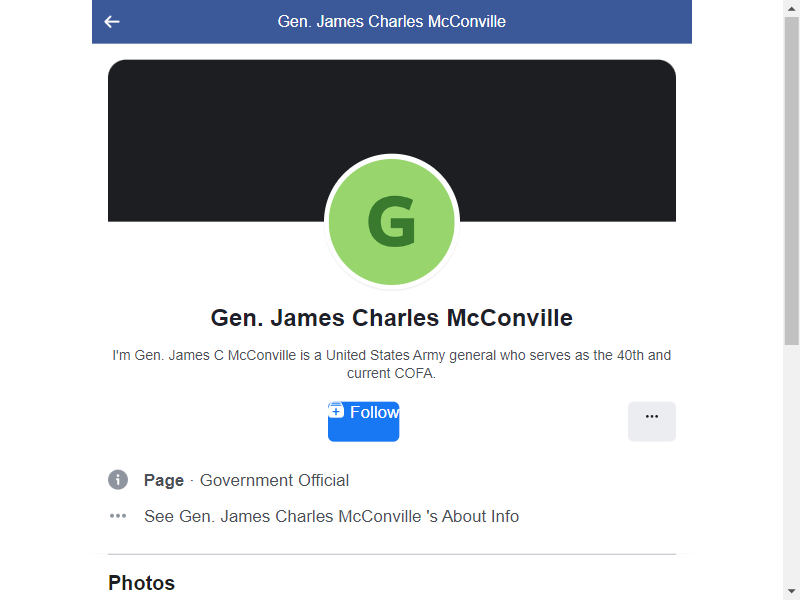 Gen. James Charles McConville
G
Gen. James Charles McConville
I'm Gen. James C McConville is a United States Army general who serves as the 40th and
current COFA.
Follow
Page · Government Official
See Gen. James Charles McConville 's About Info
Photos